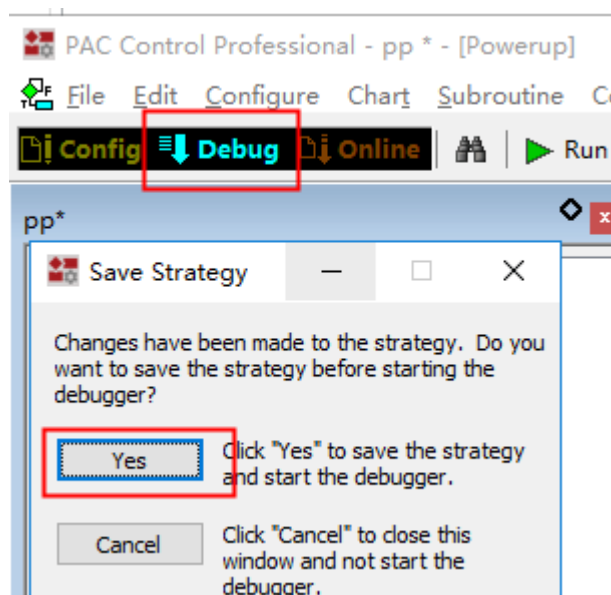 PAC Control Professional - pp * - [Powerup]
File Edit Configure Chart Subroutine
Config Debug Online Run
pp*
Save Strategy
Changes have been made to the strategy. Do you
want to save the strategy before starting the
debugger?
Yes
Click "Yes" to save the strategy
and start the debugger.
Cancel
Click "Cancel" to close this
window and not start the
debugger.